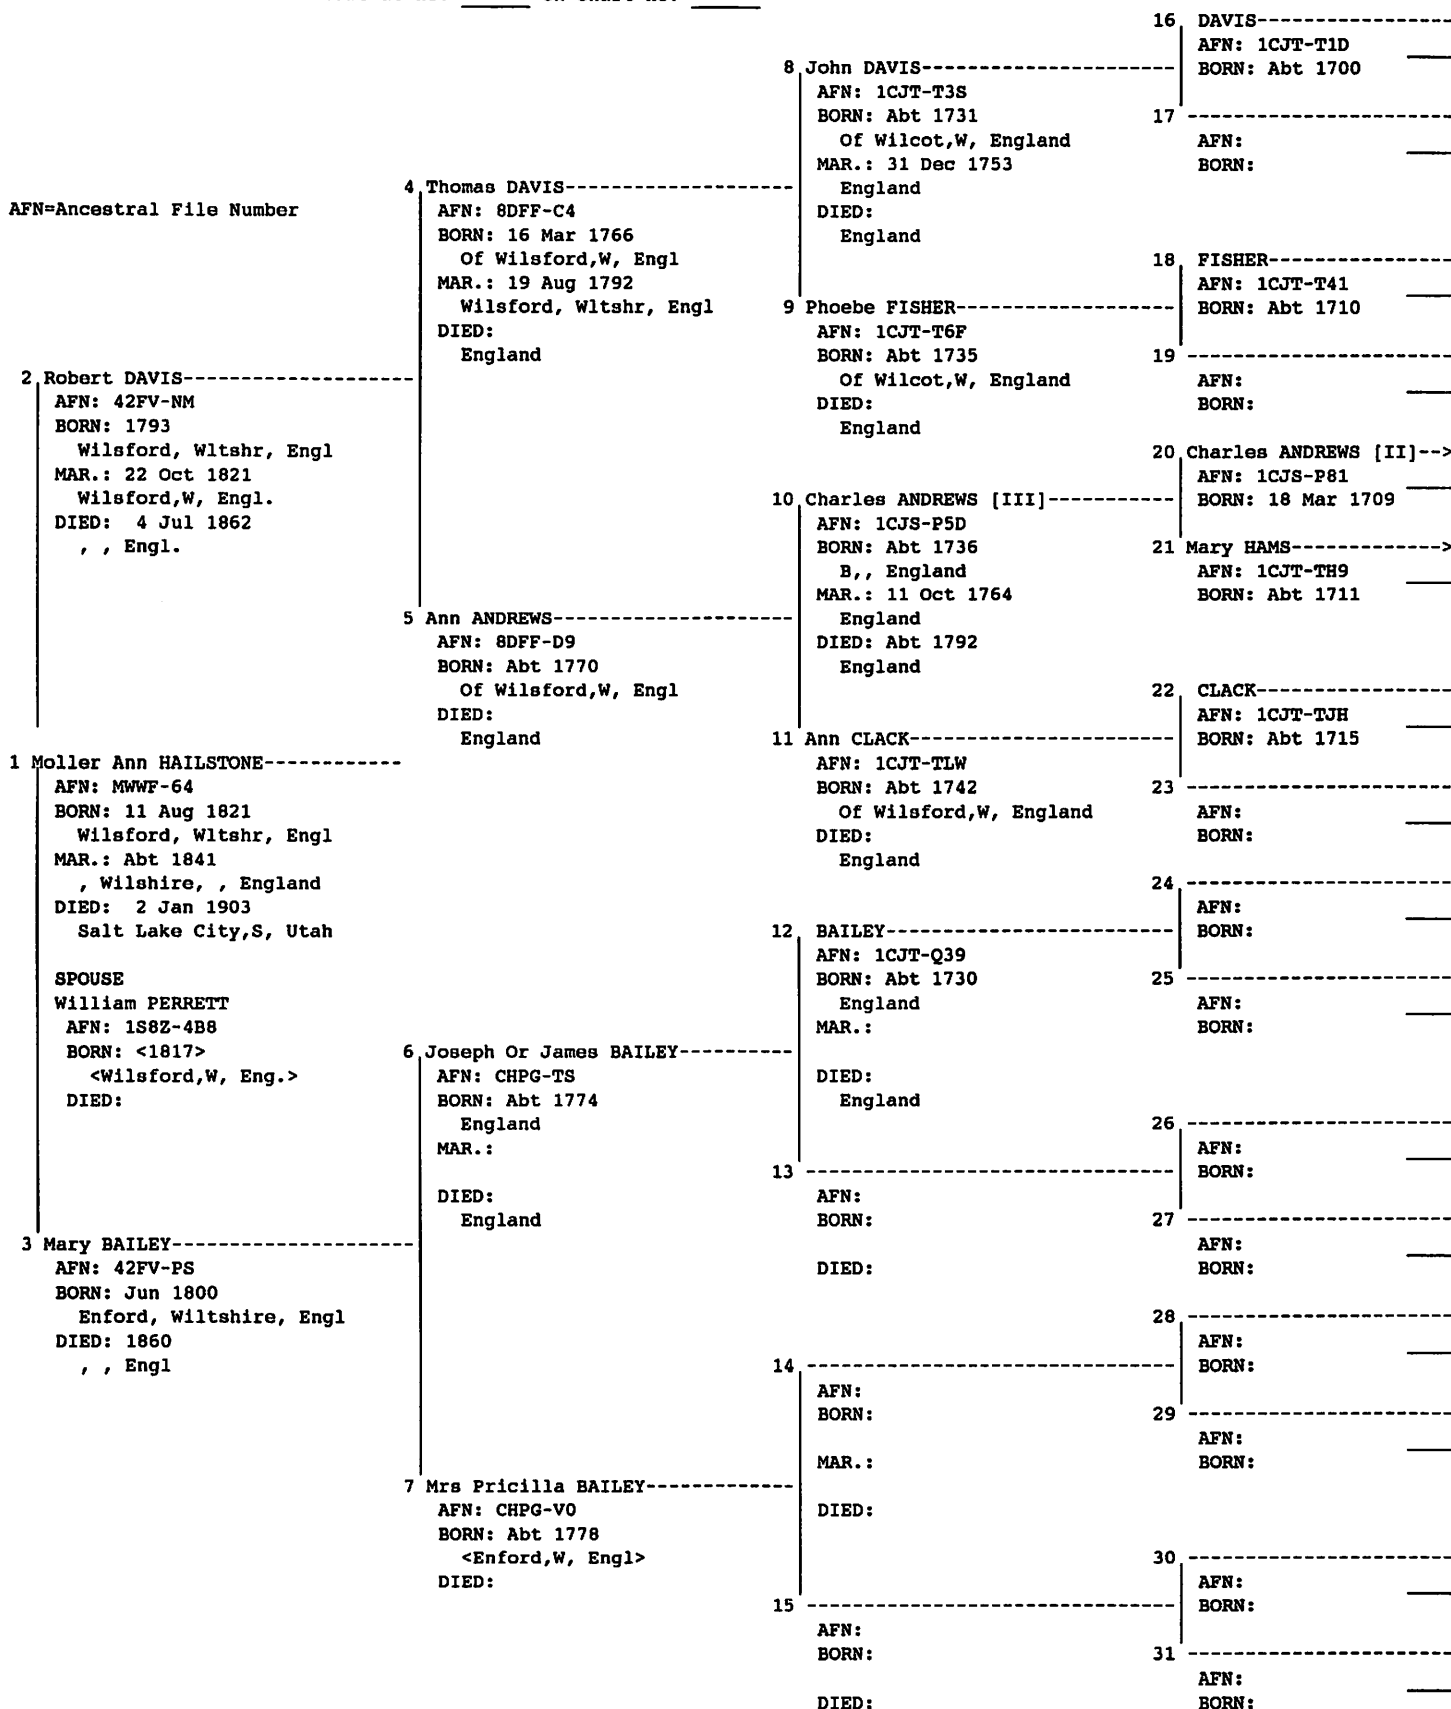 AFN=Ancestral File Number
1 Moller Ann HAILSTONE------------
AFN: MWWF-64
BORN: 11 Aug 1821
Wilsford, Wltshr, Engl
MAR.: Abt 1841
, Wilshire, , England
DIED:  2 Jan 1903
Salt Lake City,S, Utah
SPOUSE
William PERRETT
AFN: 1S8Z-4B8
BORN: <1817>
<Wilsford,W, Eng.>
DIED:
2 Robert DAVIS--------------------
AFN: 42FV-NM
BORN: 1793
Wilsford, Wltshr, Engl
MAR.: 22 Oct 1821
Wilsford,W, Engl.
DIED:  4 Jul 1862
, , Engl.
3 Mary BAILEY---------------------
AFN: 42FV-PS
BORN: Jun 1800
Enford, Wiltshire, Engl
DIED: 1860
, , Engl
4 Thomas DAVIS--------------------
AFN: 8DFF-C4
BORN: 16 Mar 1766
Of Wilsford,W, Engl
MAR.: 19 Aug 1792
Wilsford, Wltshr, Engl
DIED:
England
5 Ann ANDREWS---------------------
AFN: 8DFF-D9
BORN: Abt 1770
Of Wilsford,W, Engl
DIED:
England
6 Joseph Or James BAILEY----------
AFN: CHPG-TS
BORN: Abt 1774
England
MAR.:
DIED:
England
7 Mrs Pricilla BAILEY-------------
AFN: CHPG-V0
BORN: Abt 1778
<Enford,W, Engl>
DIED:
8 John DAVIS----------------------
AFN: 1CJT-T3S
BORN: Abt 1731
Of Wilcot,W, England
MAR.: 31 Dec 1753
England
DIED:
England
9 Phoebe FISHER-------------------
AFN: 1CJT-T6F
BORN: Abt 1735
Of Wilcot,W, England
DIED:
England
10 Charles ANDREWS [III]-----------
AFN: 1CJS-P5D
BORN: Abt 1736
B,, England
MAR.: 11 Oct 1764
England
DIED: Abt 1792
England
11 Ann CLACK-----------------------
AFN: 1CJT-TLW
BORN: Abt 1742
Of Wilsford,W, England
DIED:
England
12  BAILEY-------------------------
AFN: 1CJT-Q39
BORN: Abt 1730
England
MAR.:
DIED:
England
13 --------------------------------
AFN:
BORN:
DIED:
14 --------------------------------
AFN:
BORN:
MAR.:
DIED:
15 --------------------------------
AFN:
BORN:
DIED:
16  DAVIS-----------------
AFN: 1CJT-T1D
BORN: Abt 1700
17 -----------------------
AFN:
BORN:
18  FISHER----------------
AFN: 1CJT-T41
BORN: Abt 1710
19 -----------------------
AFN:
BORN:
20 Charles ANDREWS [II]-->
AFN: 1CJS-P81
BORN: 18 Mar 1709
21 Mary HAMS------------->
AFN: 1CJT-TH9
BORN: Abt 1711
22  CLACK-----------------
AFN: 1CJT-TJH
BORN: Abt 1715
23 -----------------------
AFN:
BORN:
24 -----------------------
AFN:
BORN:
25 -----------------------
AFN:
BORN:
26 -----------------------
AFN:
BORN:
27 -----------------------
AFN:
BORN:
28 -----------------------
AFN:
BORN:
29 -----------------------
AFN:
BORN:
30 -----------------------
AFN:
BORN:
31 -----------------------
AFN:
BORN: